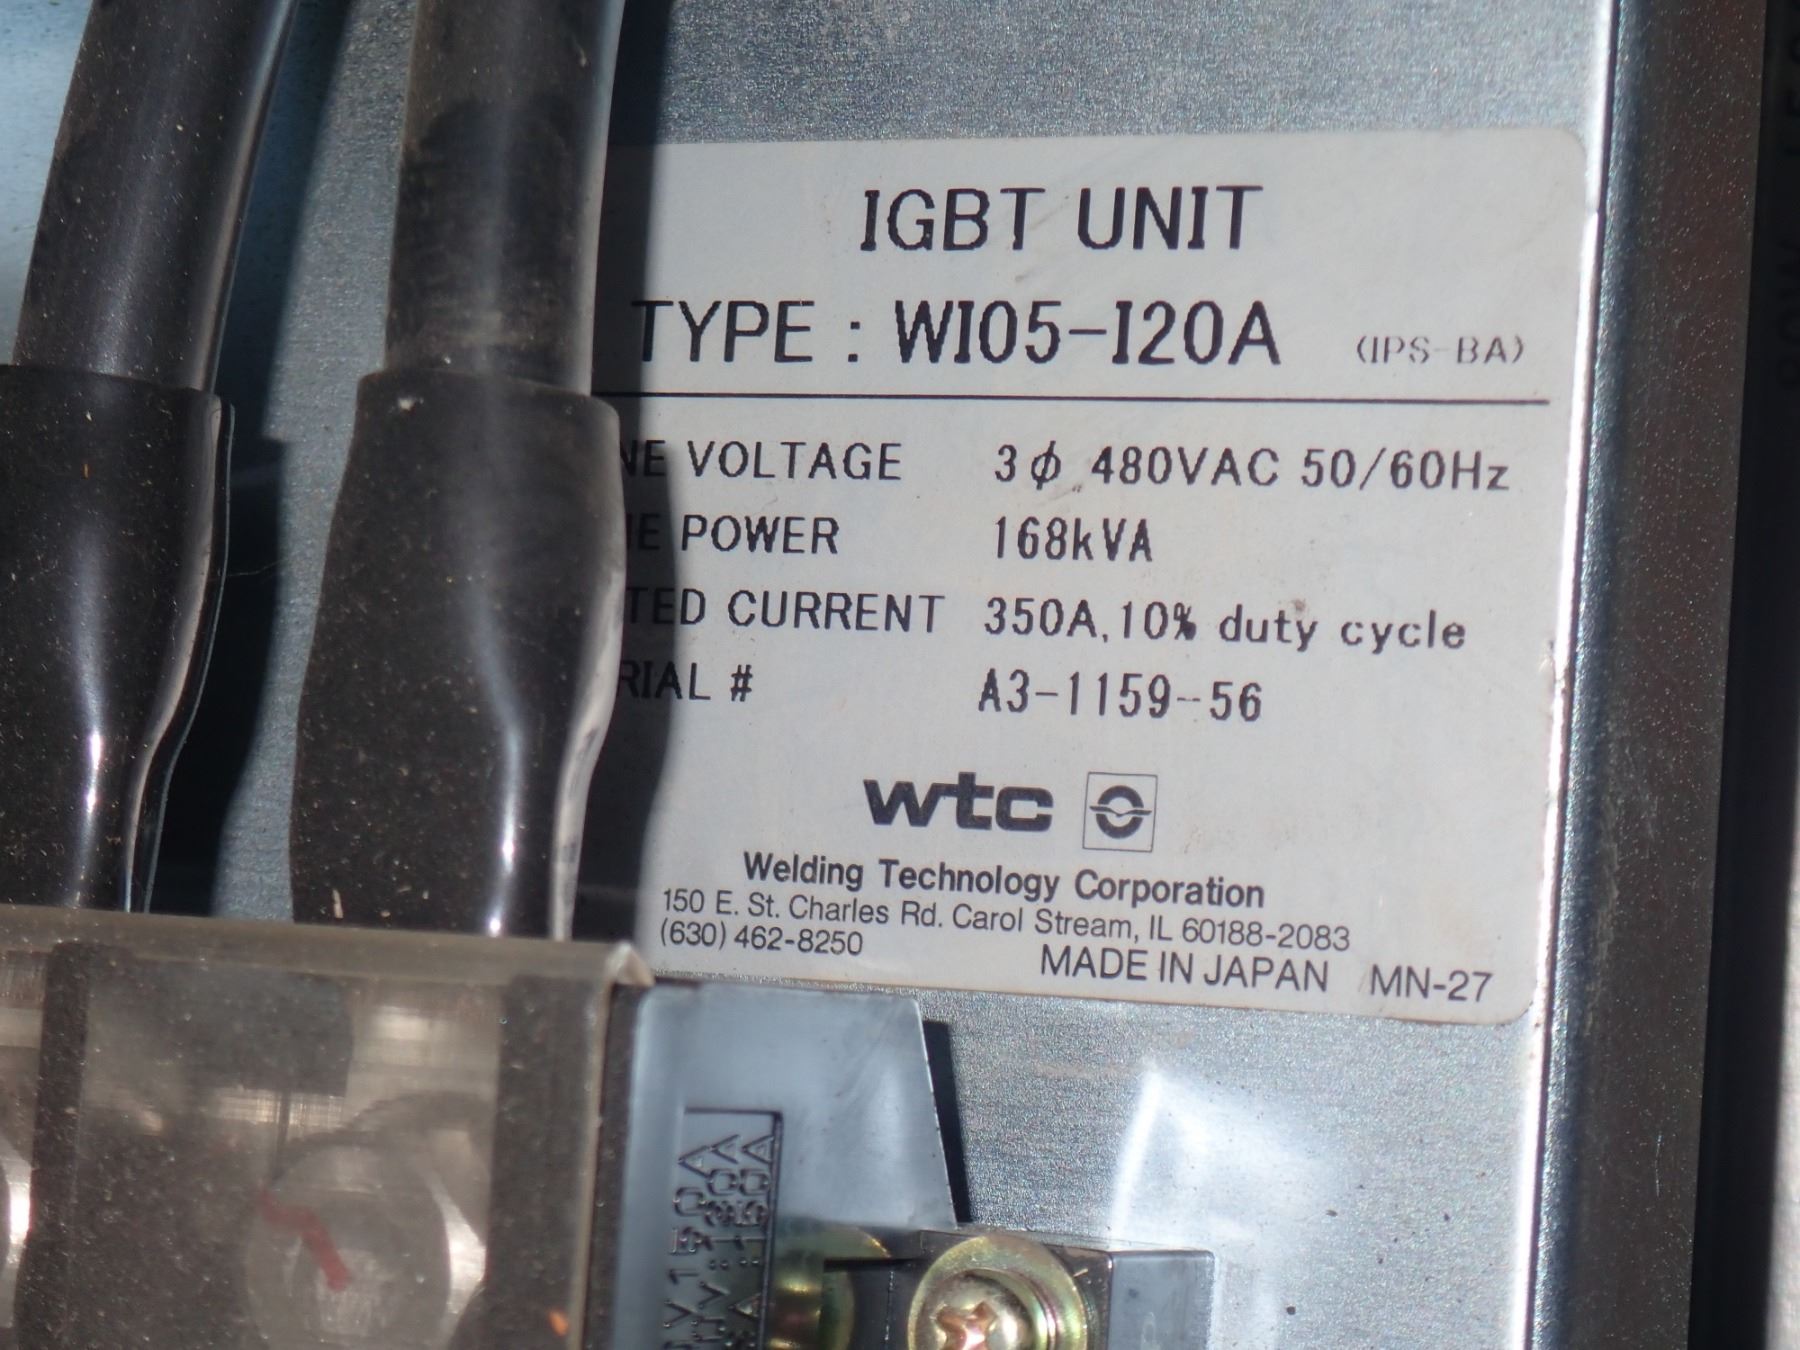 IGBT UNIT
TYPE : WI05-I20A (IPS-BA)
NE VOLTAGE 3φ 480VAC 50/60Hz
E POWER 168kVA
TED CURRENT 350A, 10% duty cycle
RIAL # A3-1159-56
wtc
Welding Technology Corporation
150 E. St. Charles Rd. Carol Stream, IL 60188-2083
(630) 462-8250
MADE IN JAPAN MN-27